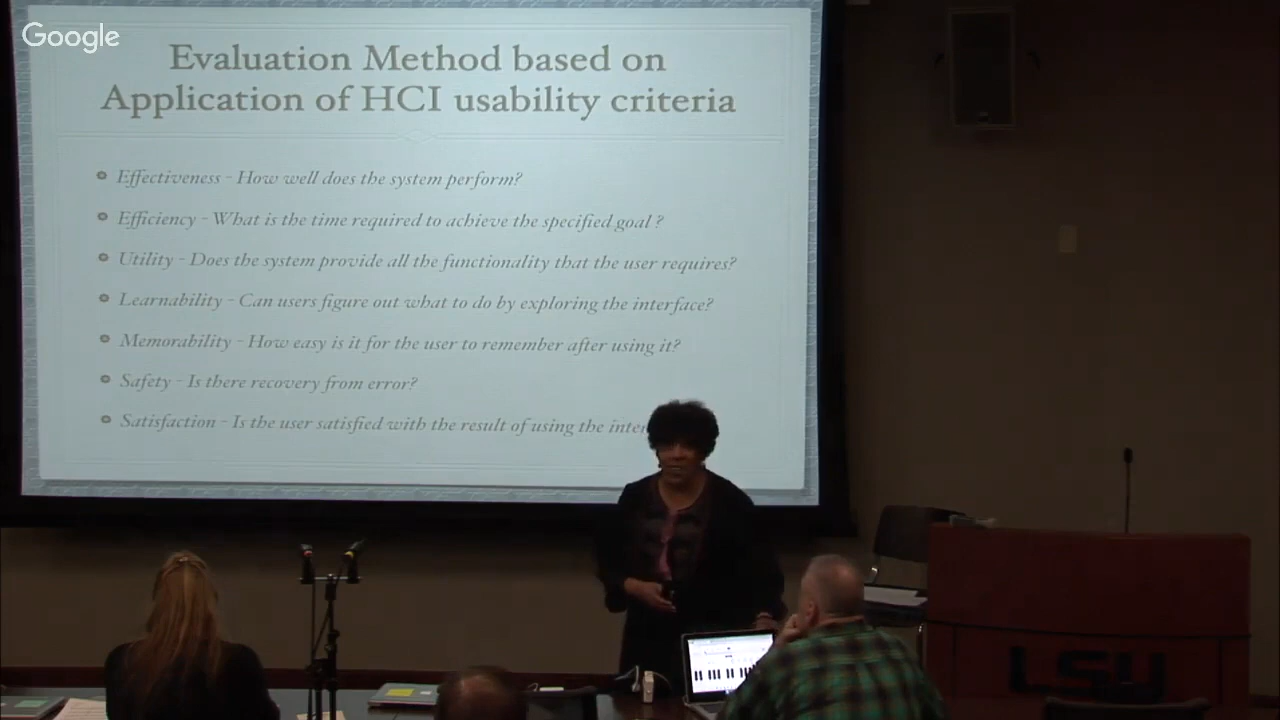 Google
Evaluation Method based on
Application of HCI usability criteria
Effectiveness - How well does the system perform?
Efficiency - What is the time required to achieve the specified goal ?
Utility - Does the system provide all the functionality that the user requires?
Learnability - Can users figure out what to do by exploring the interface?
Memorability - How easy is it for the user to remember after using it?
Safety - Is there recovery from error?
Satisfaction - Is the user satisfied with the result of using the
LSU